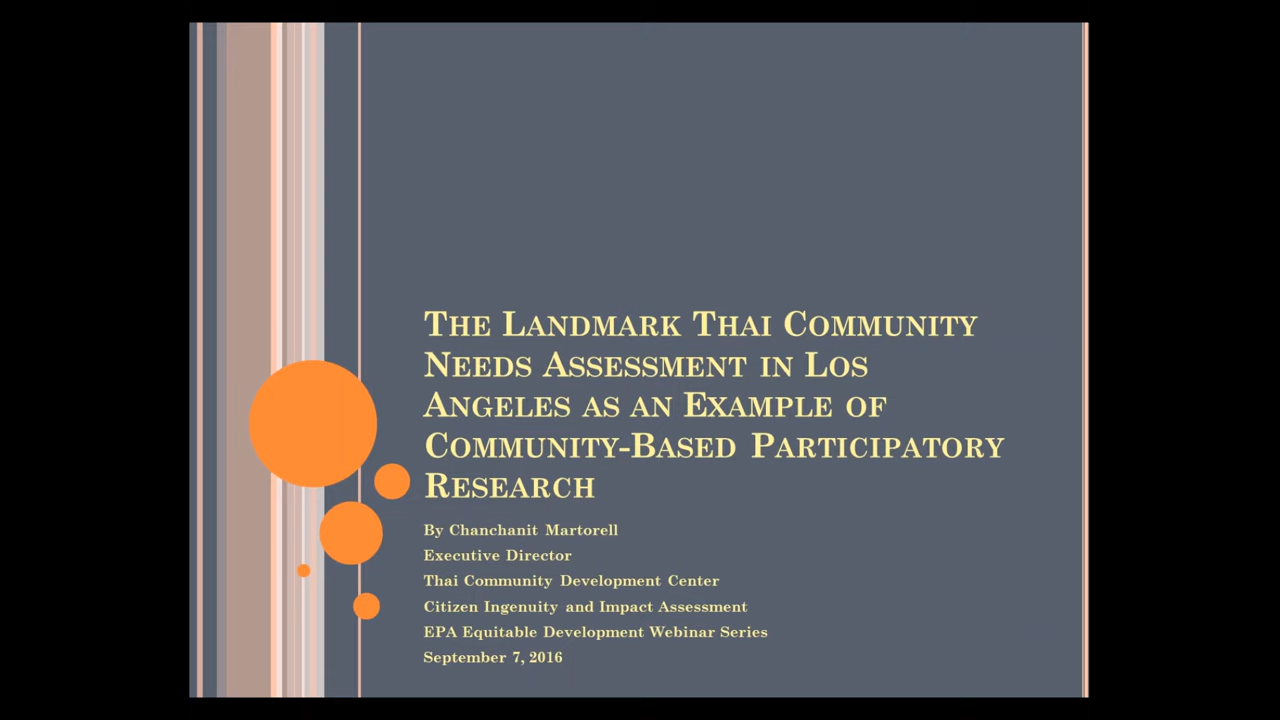 The Landmark Thai Community
Needs Assessment in Los
Angeles as an Example of
Community-Based Participatory
Research
By Chanchanit Martorell
Executive Director
Thai Community Development Center
Citizen Ingenuity and Impact Assessment
EPA Equitable Development Webinar Series
September 7, 2016